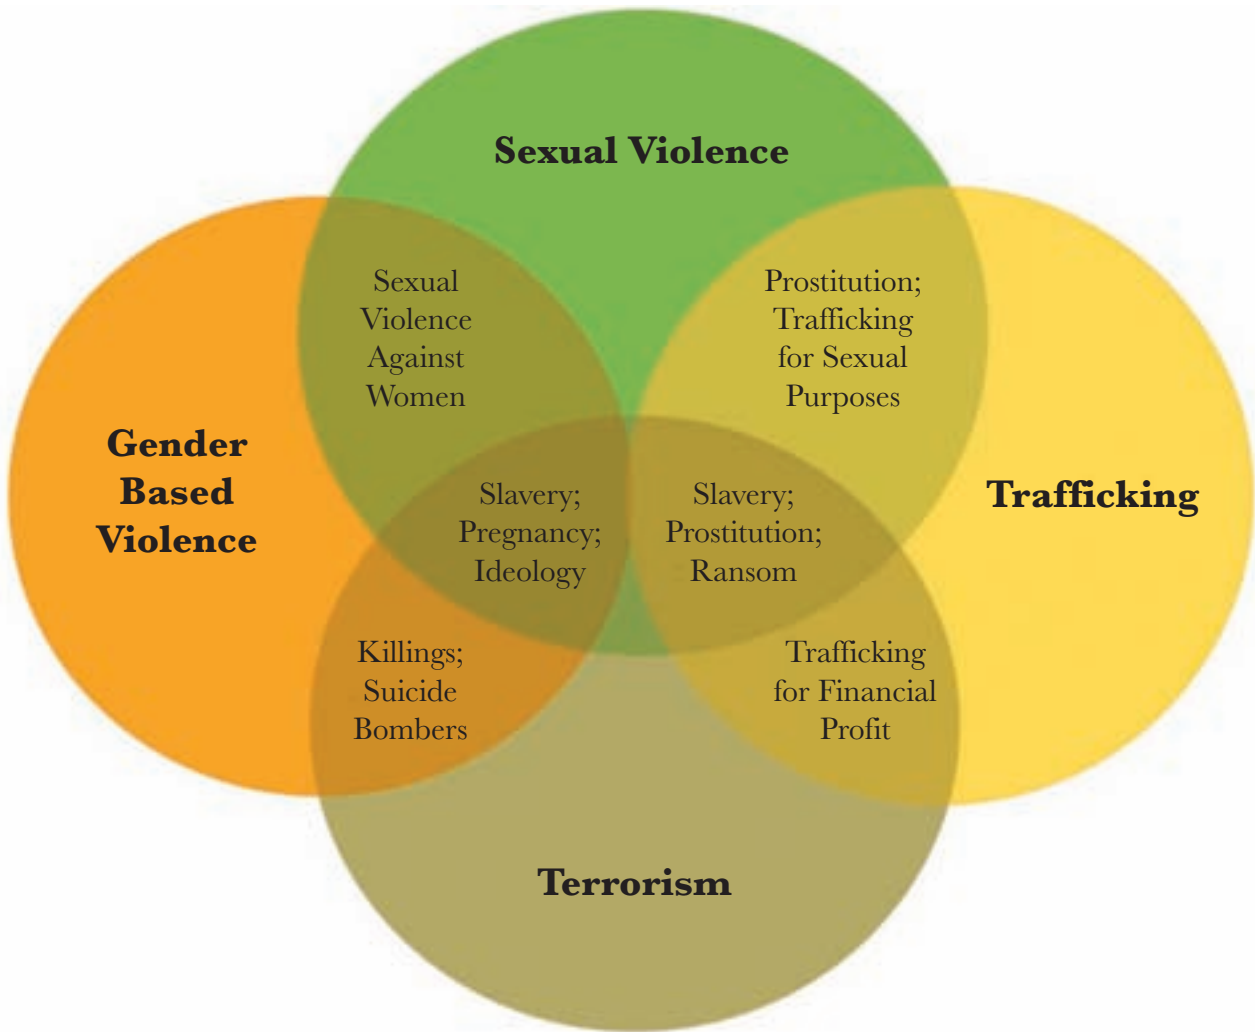 Sexual Violence
Sexual
Violence
Against
Women
Prostitution;
Trafficking
for Sexual
Purposes
Gender
Based
Violence
Slavery;
Pregnancy;
Ideology
Slavery;
Prostitution;
Ransom
Trafficking
Killings;
Suicide
Bombers
Trafficking
for Financial
Profit
Terrorism